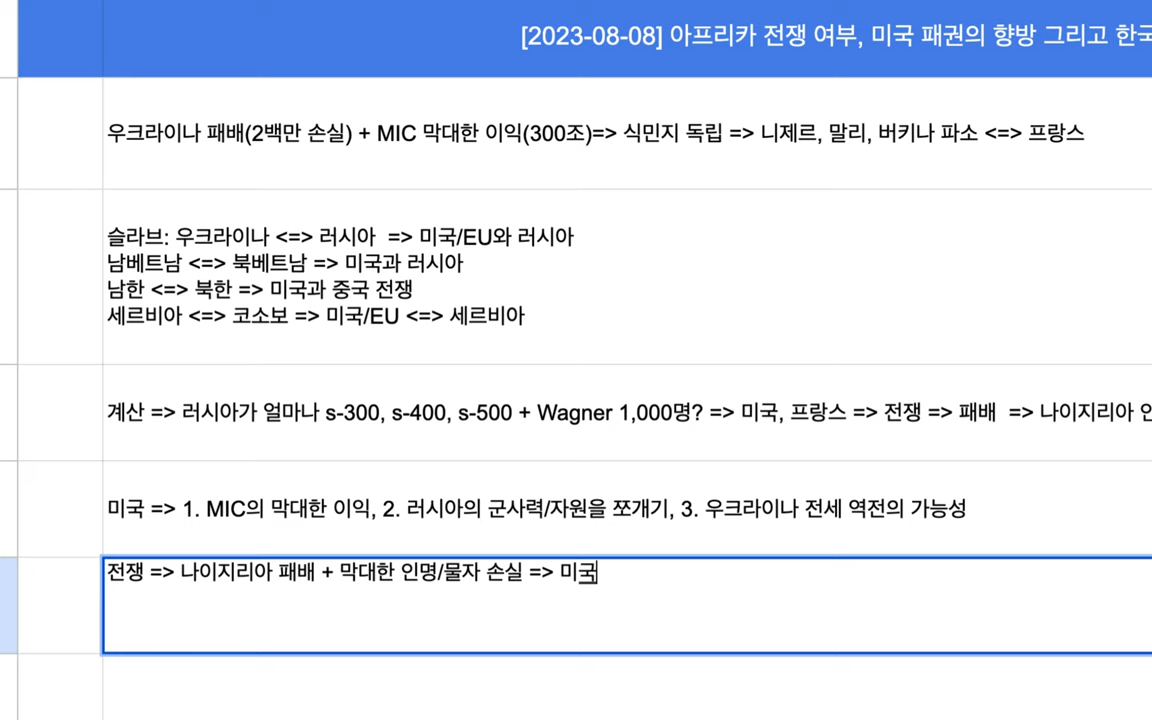 [2023-08-08] 아프리카 전쟁 여부, 미국 패권의 향방 그리고
우크라이나 패배(2백만 손실) + MIC 막대한 이익(300조)=> 식민지 독립 => 니제르, 말리, 버키나 파소 <=> 프랑스
슬라브: 우크라이나 <=> 러시아 => 미국/EU와 러시아
남베트남 <=> 북베트남 => 미국과 러시아
남한 <=> 북한 => 미국과 중국 전쟁
세르비아 <=> 코소보 => 미국/EU <=> 세르비아
계산 => 러시아가 얼마나 s-300, s-400, s-500 + Wagner 1,000명? => 미국, 프랑스 => 전쟁 => 패배 => 나이지리아
미국 => 1. MIC의 막대한 이익, 2. 러시아의 군사력/자원을 쪼개기, 3. 우크라이나 전세 역전의 가능성
전쟁 => 나이지리아 패배 + 막대한 인명/물자 손실 => 미국